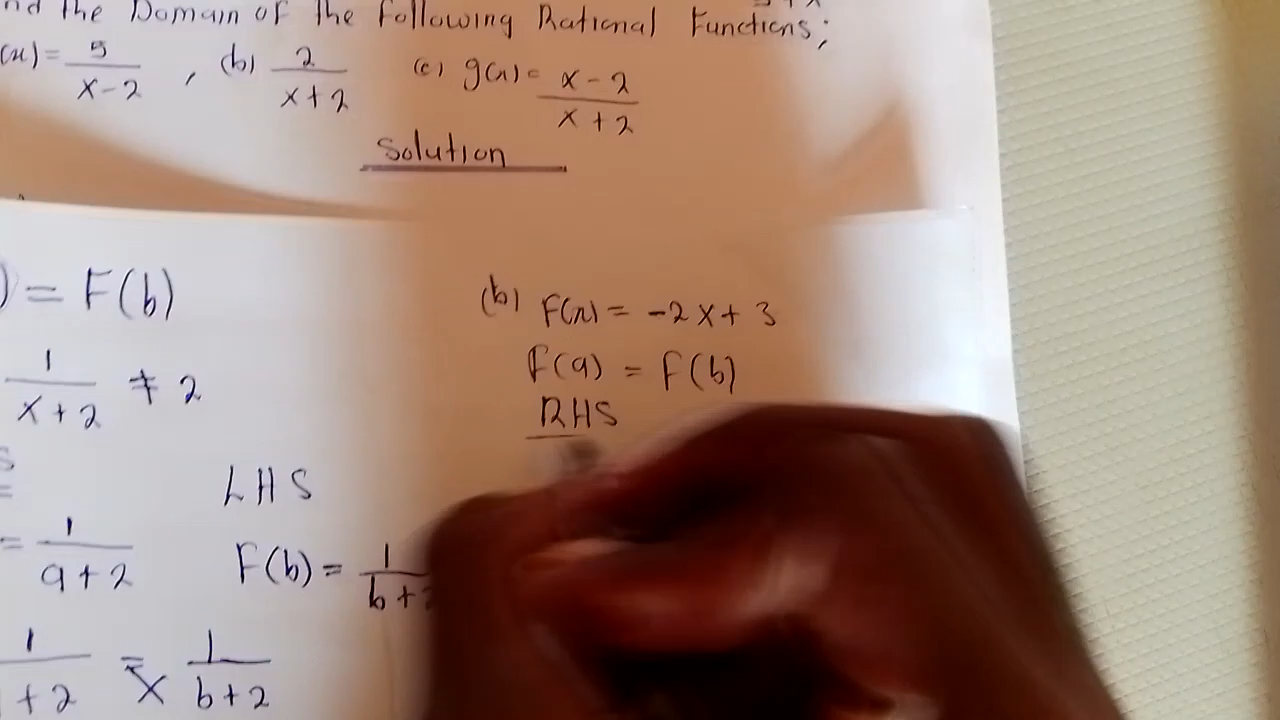 the Domain of the Following Rational Functions;
(x) = 5/(x-2) , (b) 2/(x+2) (c) g(x) = (x-2)/(x+2)
Solution
) = F(b)
1/(x+2) ≠ 2
LHS
= 1/(a+2) F(b) = 1/(b+2
1/(+2) = 1/(b+2)
(b) F(x) = -2x+3
F(a) = F(b)
RHS